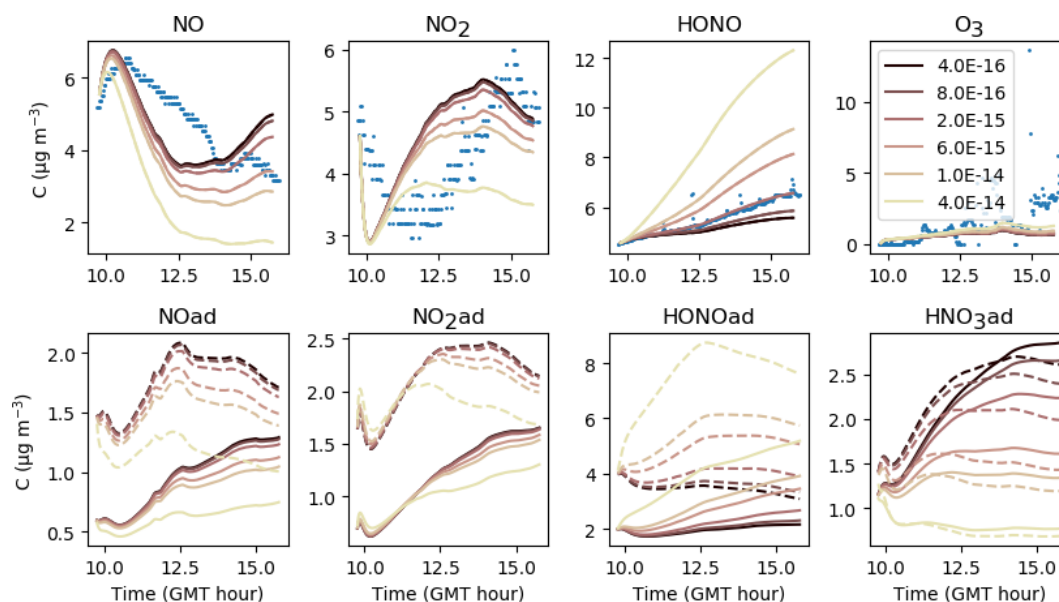 NO
NO₂
HONO
O₃
C (µg m⁻³)
6
4
2
10.0 12.5 15.0
6
5
4
3
10.0 12.5 15.0
12
10
8
6
10.0 12.5 15.0
10
5
0
10.0 12.5 15.0
4.0E-16
8.0E-16
2.0E-15
6.0E-15
1.0E-14
4.0E-14
NOad
NO₂ad
HONOad
HNO₃ad
C (µg m⁻³)
2.0
1.5
1.0
0.5
10.0 12.5 15.0
Time (GMT hour)
2.5
2.0
1.5
1.0
10.0 12.5 15.0
Time (GMT hour)
8
6
4
2
10.0 12.5 15.0
Time (GMT hour)
2.5
2.0
1.5
1.0
10.0 12.5 15.0
Time (GMT hour)